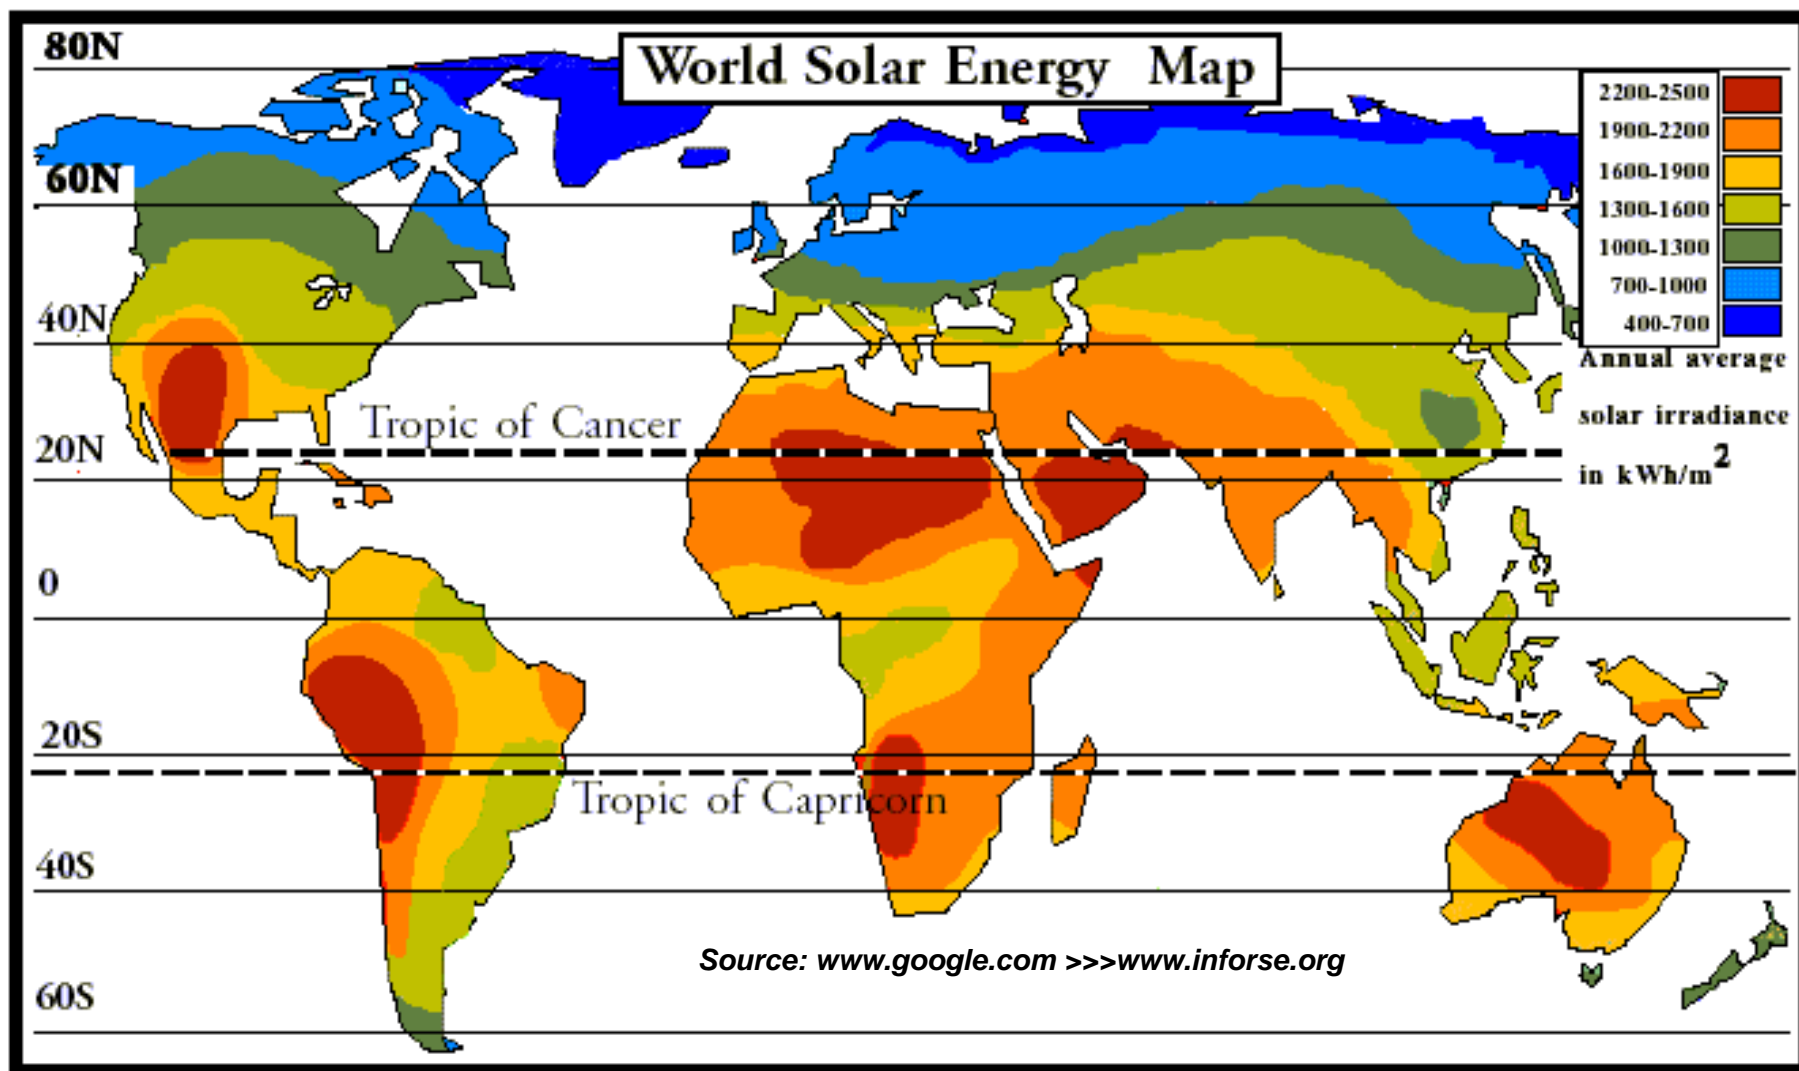 80N
World Solar Energy Map
2200-2500
1900-2200
1600-1900
60N
1300-1600
1000-1300
700-1000
40N
400-700
Annual average
Tropic of Cancer
solar irradiance
20N
in kWh/m²
0
20S
Tropic of Capricorn
40S
Source: www.google.com >>>www.inforse.org
60S